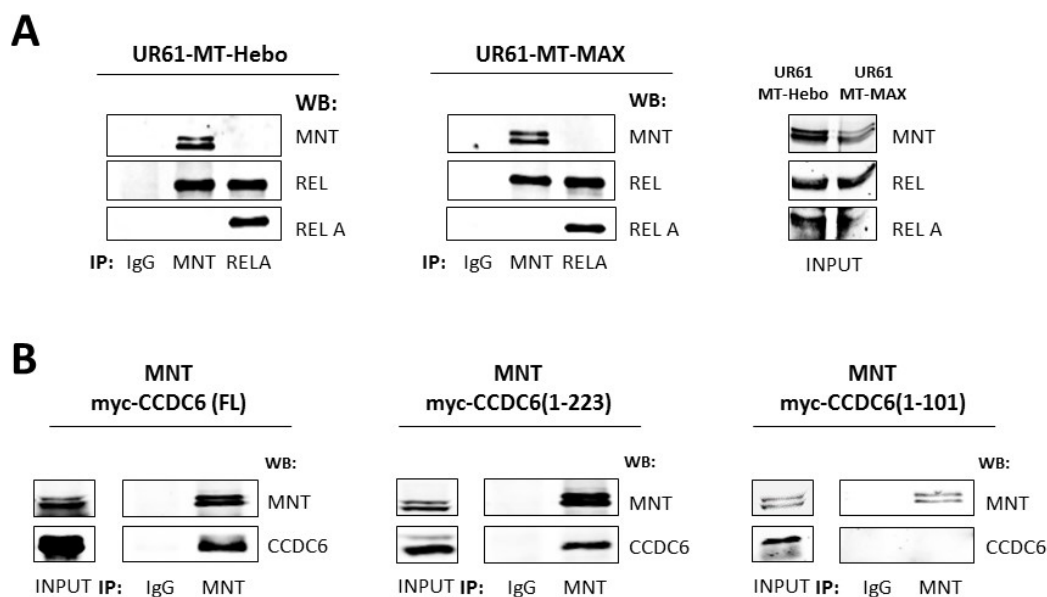 A
UR61-MT-Hebo
WB:
MNT
REL
REL A
IP: IgG MNT RELA
UR61-MT-MAX
WB:
MNT
REL
REL A
IP: IgG MNT RELA
UR61 UR61
MT-Hebo MT-MAX
MNT
REL
REL A
INPUT
B
MNT
myc-CCDC6 (FL)
WB:
MNT
CCDC6
INPUT IP: IgG MNT
MNT
myc-CCDC6(1-223)
WB:
MNT
CCDC6
INPUT IP: IgG MNT
MNT
myc-CCDC6(1-101)
WB:
MNT
CCDC6
INPUT IP: IgG MNT